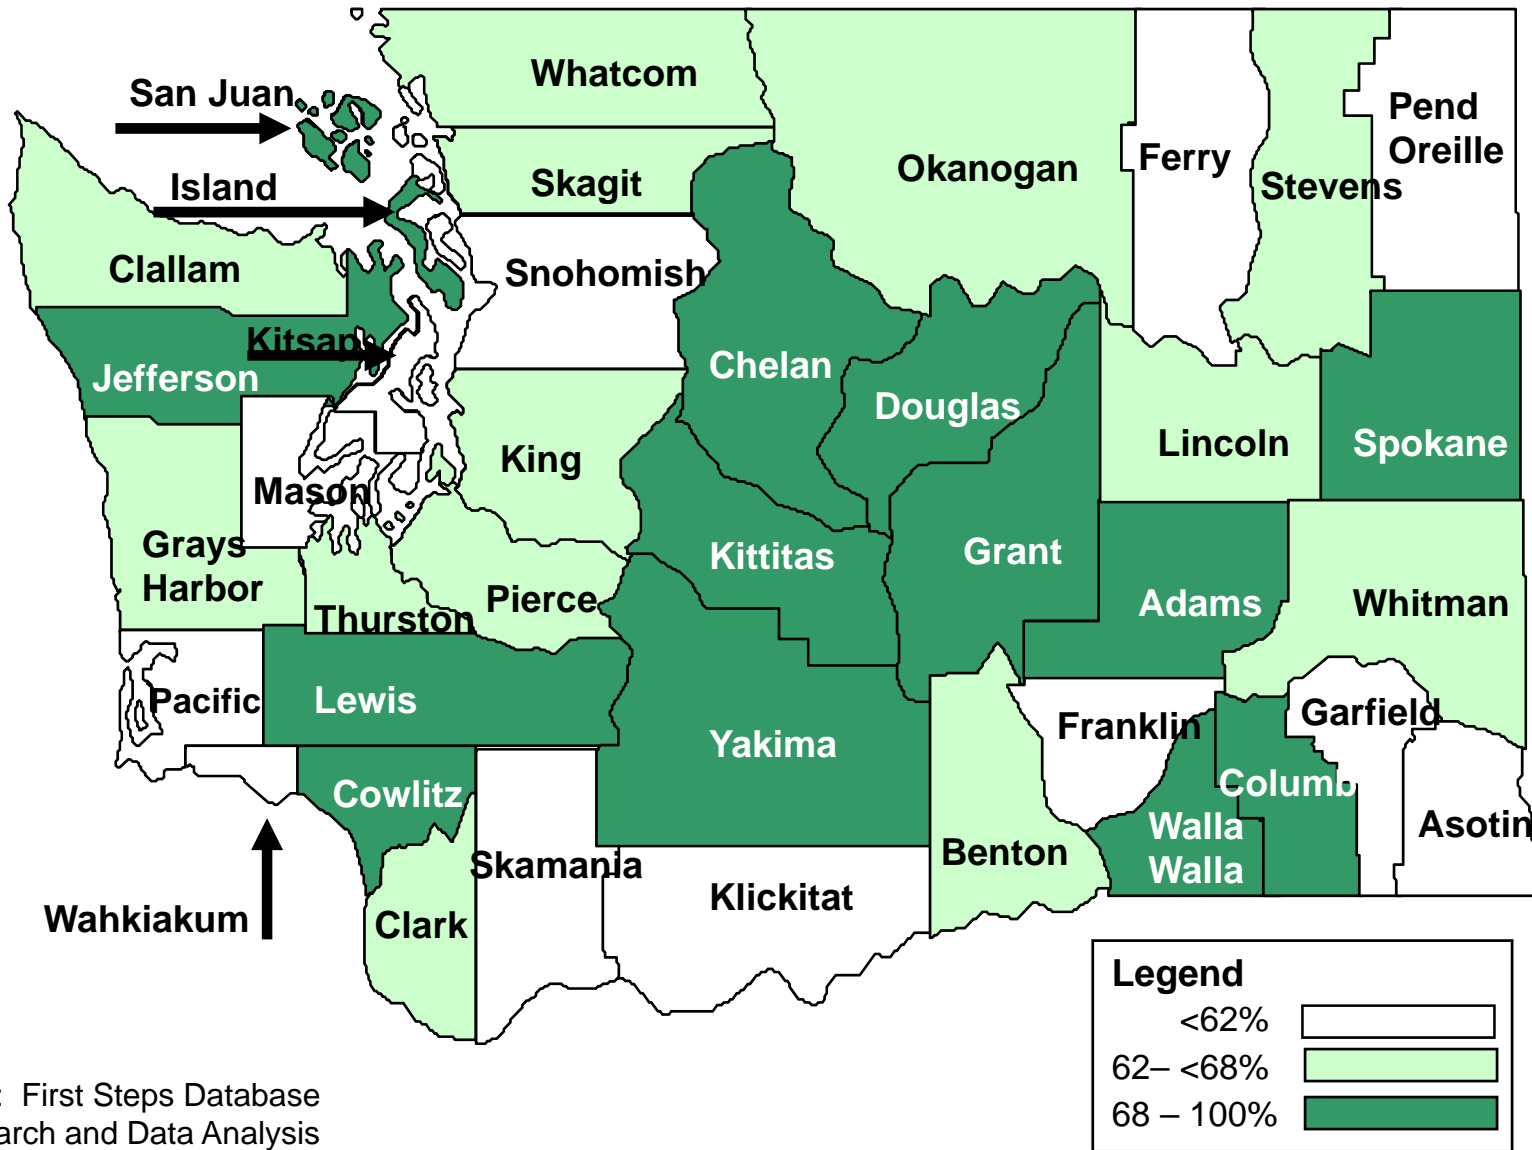 Whatcom
San Juan
Pend
Oreille
Ferry
Okanogan
Skagit
Stevens
Island
Clallam
Snohomish
Kitsap
Chelan
Jefferson
Douglas
Lincoln
Spokane
King
Mason
Grays
Harbor
Kittitas
Grant
Adams
Whitman
Pierce
Thurston
Pacific
Lewis
Garfield
Franklin
Yakima
Columb
Cowlitz
Walla
Walla
Asotin
Benton
Skamania
Klickitat
Wahkiakum
Clark
Legend
<62%
62– <68%
68 – 100%
: First Steps Database
arch and Data Analysis